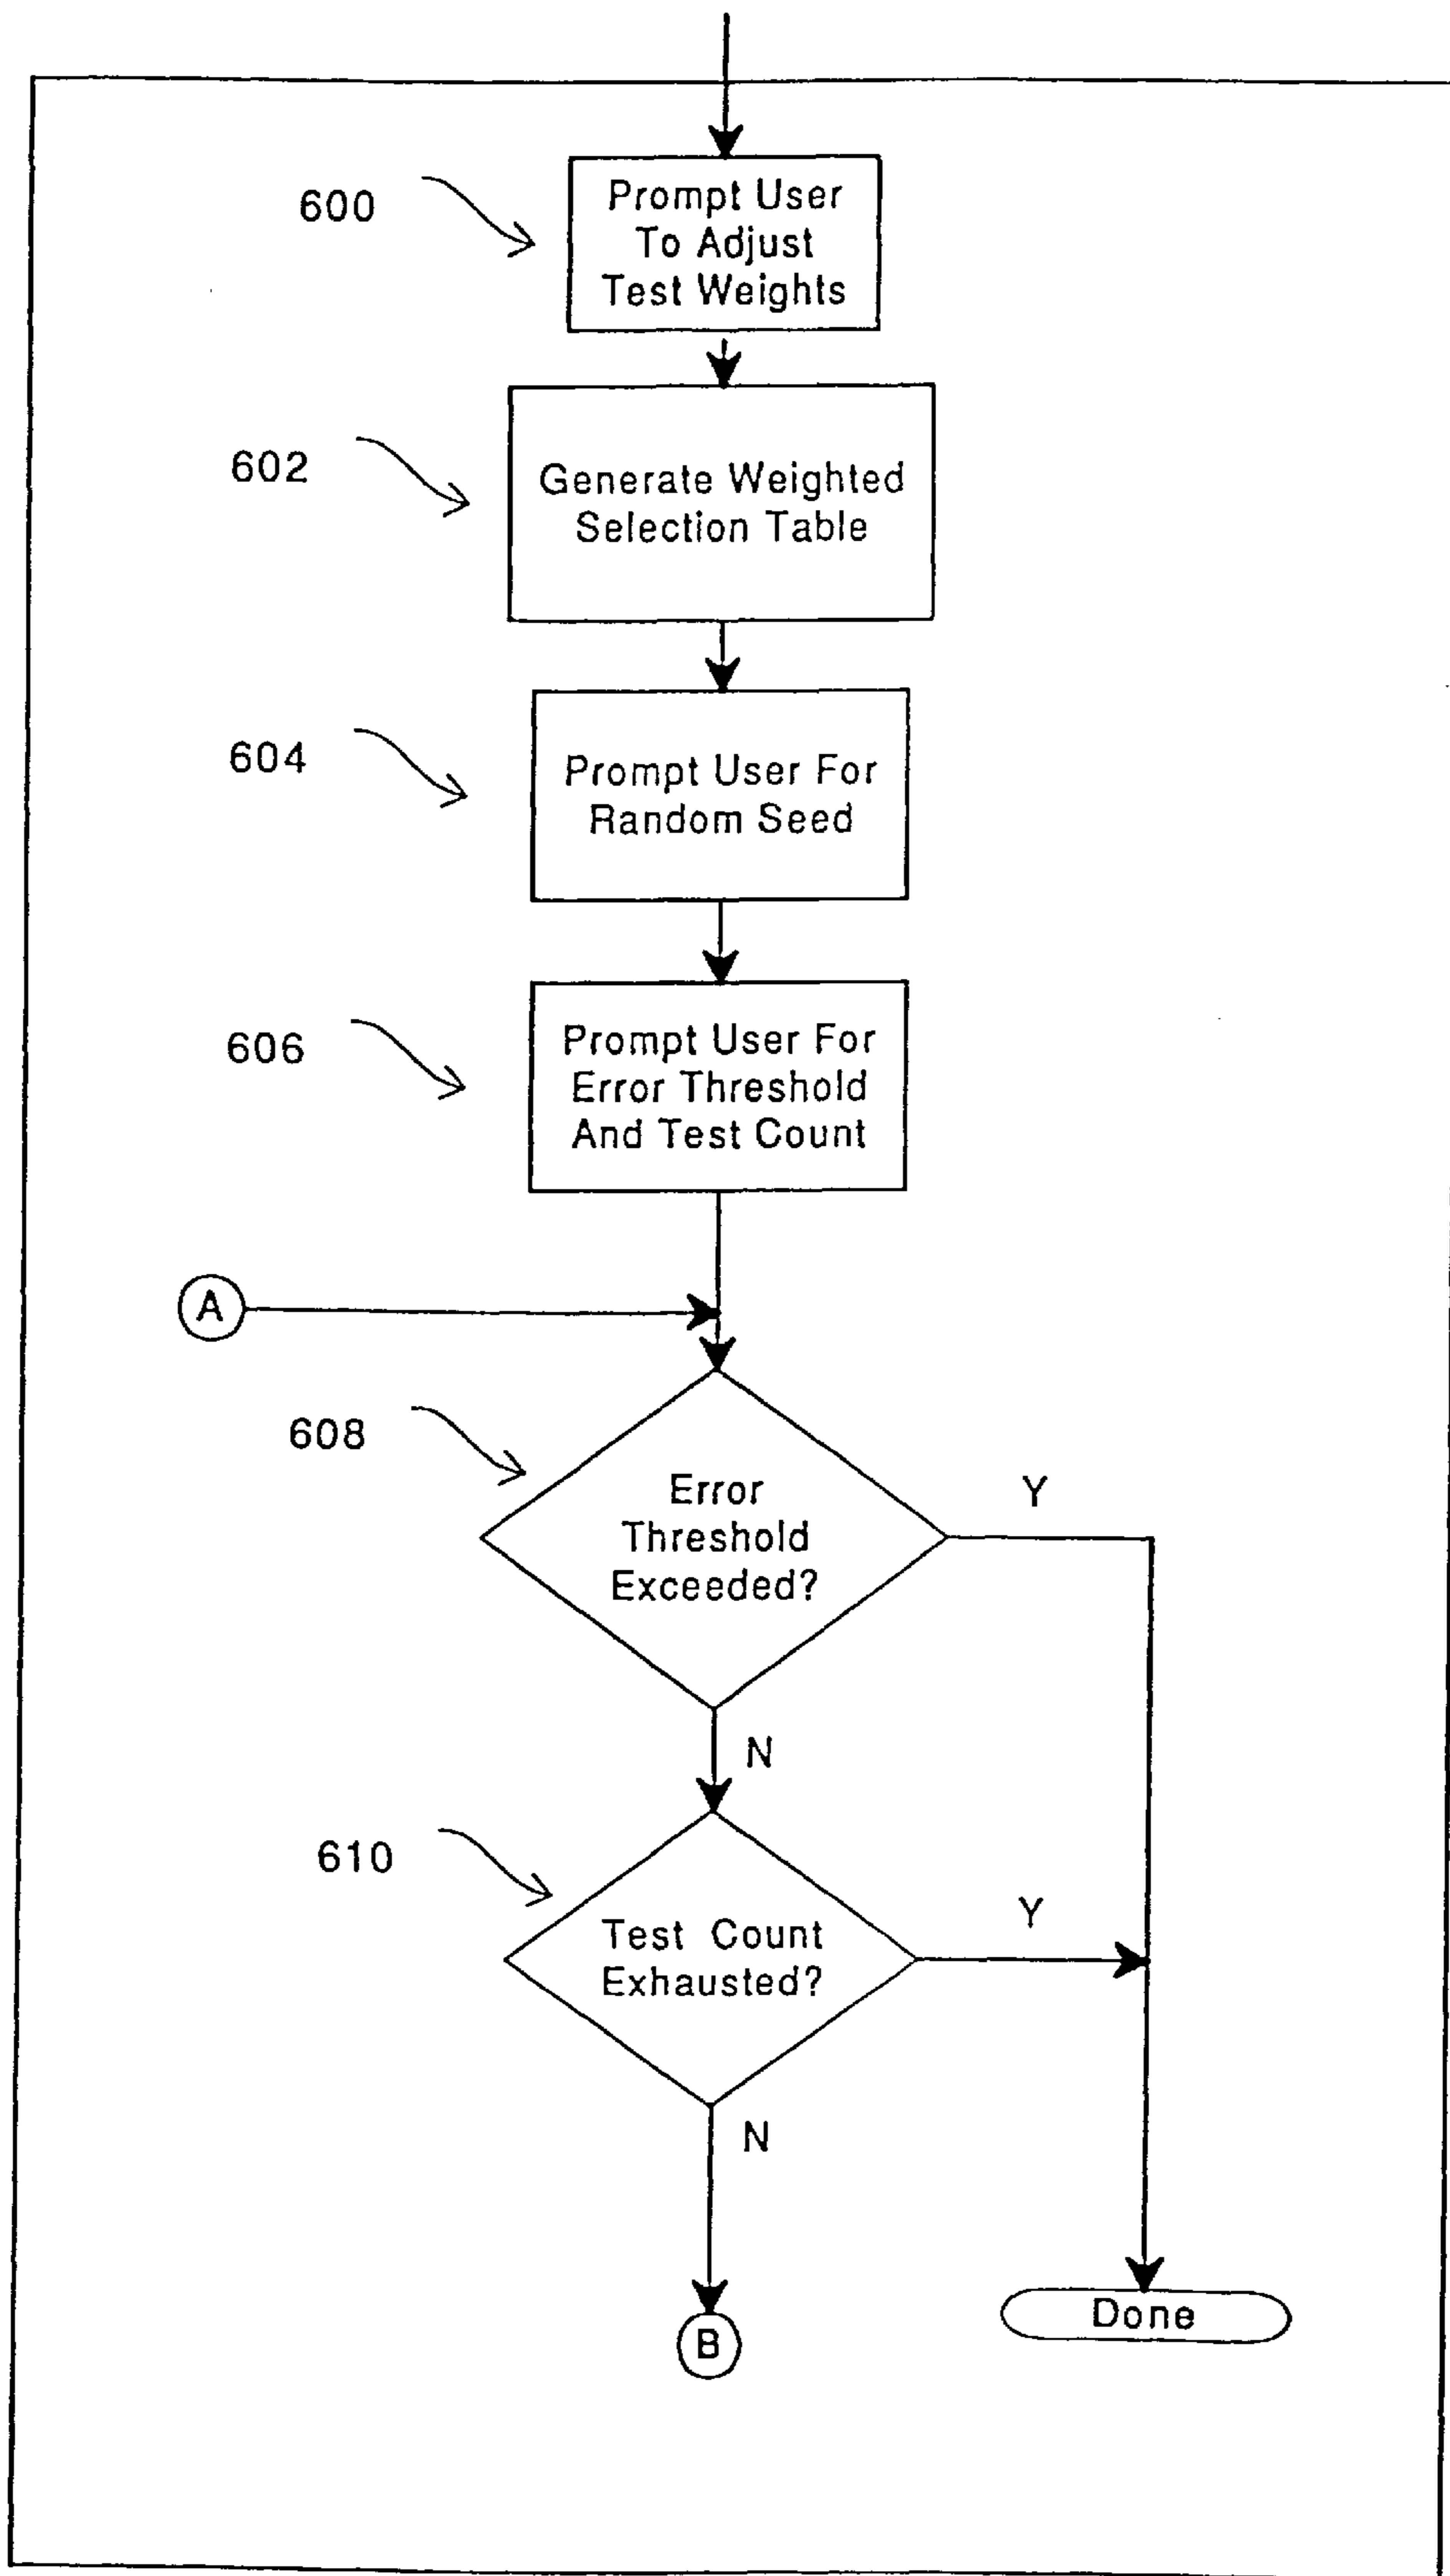 600
Prompt User
To Adjust
Test Weights
602
Generate Weighted
Selection Table
604
Prompt User For
Random Seed
606
Prompt User For
Error Threshold
And Test Count
A
608
Error
Threshold
Exceeded?
Y
N
610
Test Count
Exhausted?
Y
N
B
Done